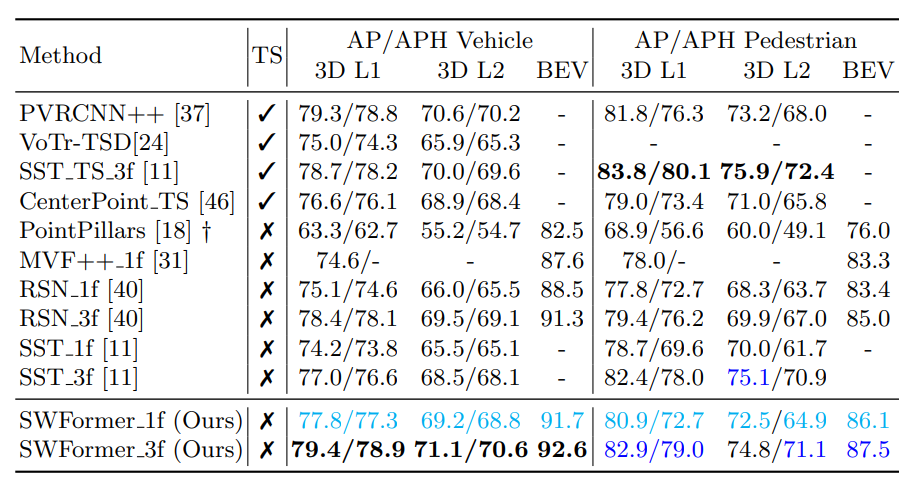 Method TS AP/APH Vehicle AP/APH Pedestrian
3D L1 3D L2 BEV 3D L1 3D L2 BEV
PVRCNN++ [37] ✓ 79.3/78.8 70.6/70.2 - 81.8/76.3 73.2/68.0 -
VoTr-TSD[24] ✓ 75.0/74.3 65.9/65.3 - - - -
SST_TS_3f [11] ✓ 78.7/78.2 70.0/69.6 - 83.8/80.1 75.9/72.4 -
CenterPoint_TS [46] ✓ 76.6/76.1 68.9/68.4 - 79.0/73.4 71.0/65.8 -
PointPillars [18] † ✗ 63.3/62.7 55.2/54.7 82.5 68.9/56.6 60.0/49.1 76.0
MVF++_1f [31] ✗ 74.6/- - 87.6 78.0/- - 83.3
RSN_1f [40] ✗ 75.1/74.6 66.0/65.5 88.5 77.8/72.7 68.3/63.7 83.4
RSN_3f [40] ✗ 78.4/78.1 69.5/69.1 91.3 79.4/76.2 69.9/67.0 85.0
SST_1f [11] ✗ 74.2/73.8 65.5/65.1 - 78.7/69.6 70.0/61.7 -
SST_3f [11] ✗ 77.0/76.6 68.5/68.1 - 82.4/78.0 75.1/70.9
SWFormer_1f (Ours) ✗ 77.8/77.3 69.2/68.8 91.7 80.9/72.7 72.5/64.9 86.1
SWFormer_3f (Ours) ✗ 79.4/78.9 71.1/70.6 92.6 82.9/79.0 74.8/71.1 87.5